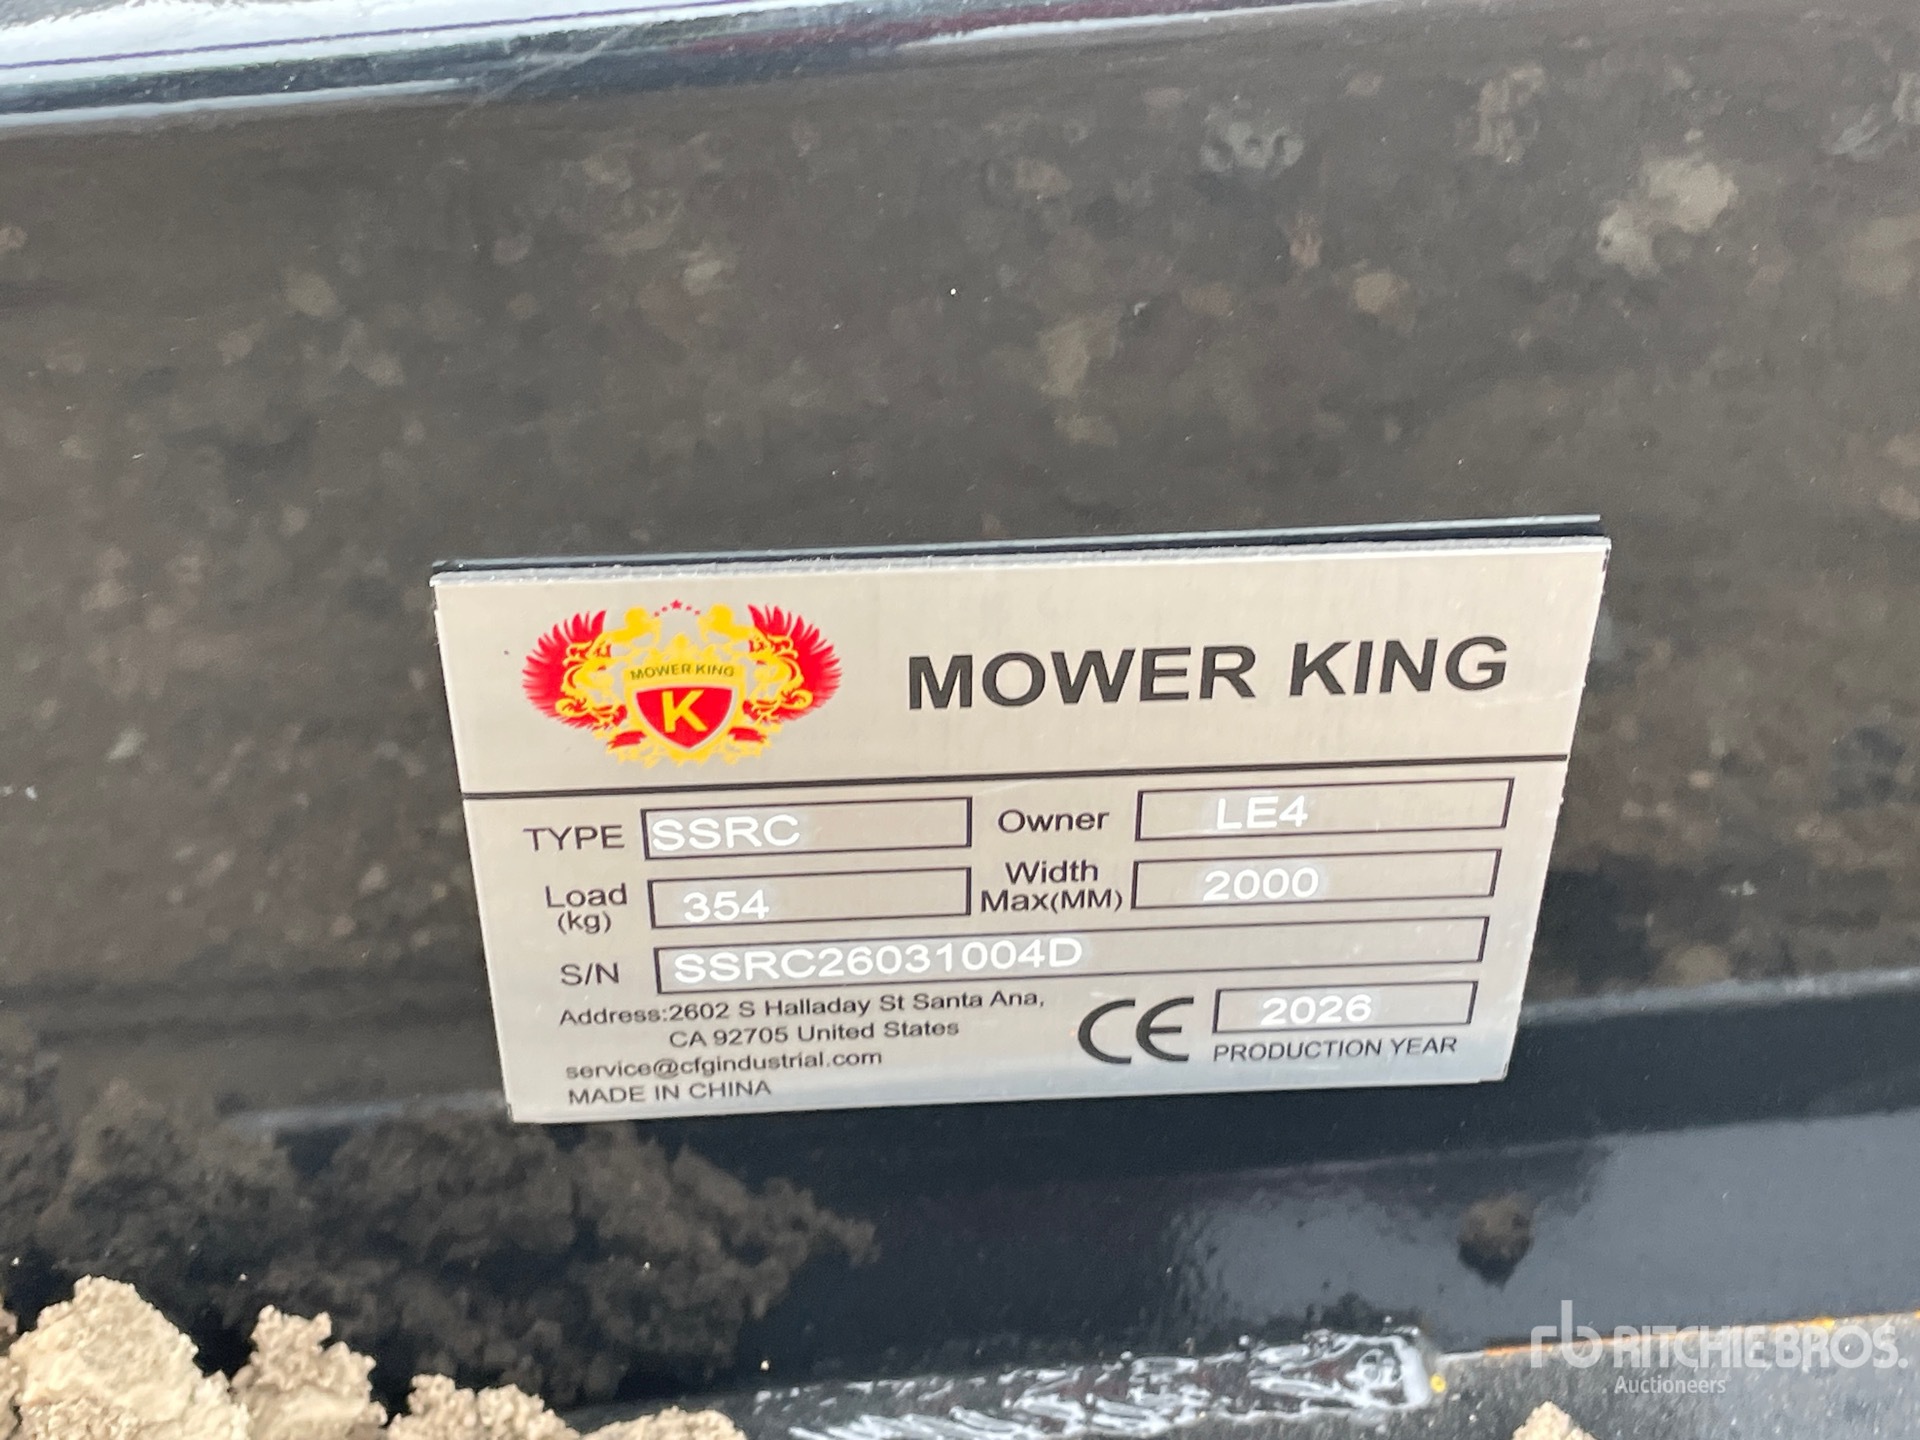 MOWER KING
K
MOWER KING
TYPE SSRC Owner LE4
Load (kg) 354 Width Max(MM) 2000
S/N SSRC26031004D
Address:2602 S Halladay St Santa Ana,
CA 92705 United States
service@cfgindustrial.com
MADE IN CHINA
CE
2026
PRODUCTION YEAR
rb RITCHIE BROS.
Auctioneers